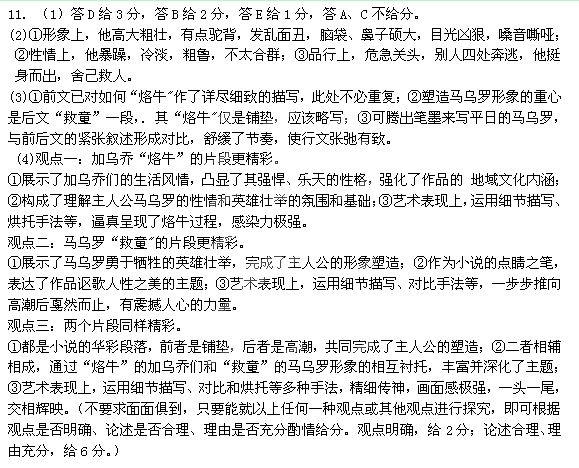 11. (1) 答D给3分，答B给2分，答E给1分，答A、C不给分。
(2)①形象上，他高大粗壮，有点驼背，发乱面丑，脑袋、鼻子硕大，目光凶狠，嗓音嘶哑；
②性情上，他暴躁，冷淡，粗鲁，不太合群；③品行上，危急关头，别人四处奔逃，他挺
身而出，舍己救人。
(3)①前文已对如何“烙牛"作了详尽细致的描写，此处不必重复；②塑造马乌罗形象的重心
是后文“救童”一段，．其“烙牛"仅是铺垫，应该略写；③可腾出笔墨来写平日的马乌罗，
与前后文的紧张叙述形成对比，舒缓了节奏，使行文张弛有致。
(4)观点一：加乌乔“烙牛”的片段更精彩。
①展示了加乌乔们的生活风情，凸显了其强悍、乐天的性格，强化了作品的 地域文化内涵；
②构成了理解主人公马乌罗的性情和英雄壮举的氛围和基础；③艺术表现上，运用细节描写、
烘托手法等，逼真呈现了烙牛过程，感染力极强。
观点二：马乌罗“救童"的片段更精彩。
①展示了马乌罗勇于牺牲的英雄壮举，完成了主人公的形象塑造；②作为小说的点睛之笔，
表达了作品讴歌人性之美的主题；③艺术表现上，运用细节描写、对比手法等，一步步推向
高潮后戛然而止，有震撼人心的力量。
观点三：两个片段同样精彩。
①都是小说的华彩段落，前者是铺垫，后者是高潮，共同完成了主人公的塑造；②二者相辅
相成，通过“烙牛”的加乌乔们和“救童”的马乌罗形象的相互衬托，丰富并深化了主题；
③艺术表现上，运用细节描写、对比和烘托等多种手法，精细传神，画面感极强，一头一尾，
交相辉映。(不要求面面俱到，只要能就以上任何一种观点或其他观点进行探究，即可根据
观点是否明确、论述是否合理、理由是否充分酌情给分。观点明确，给2分；论述合理、理
由充分，给6分。)